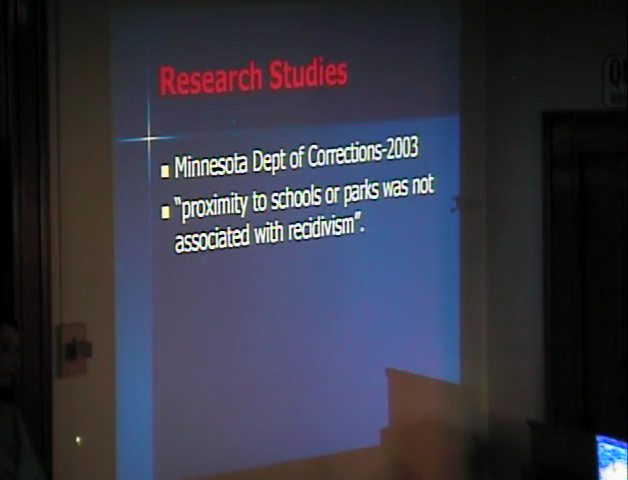 Research Studies
Minnesota Dept of Corrections-2003
"proximity to schools or parks was not
associated with recidivism".